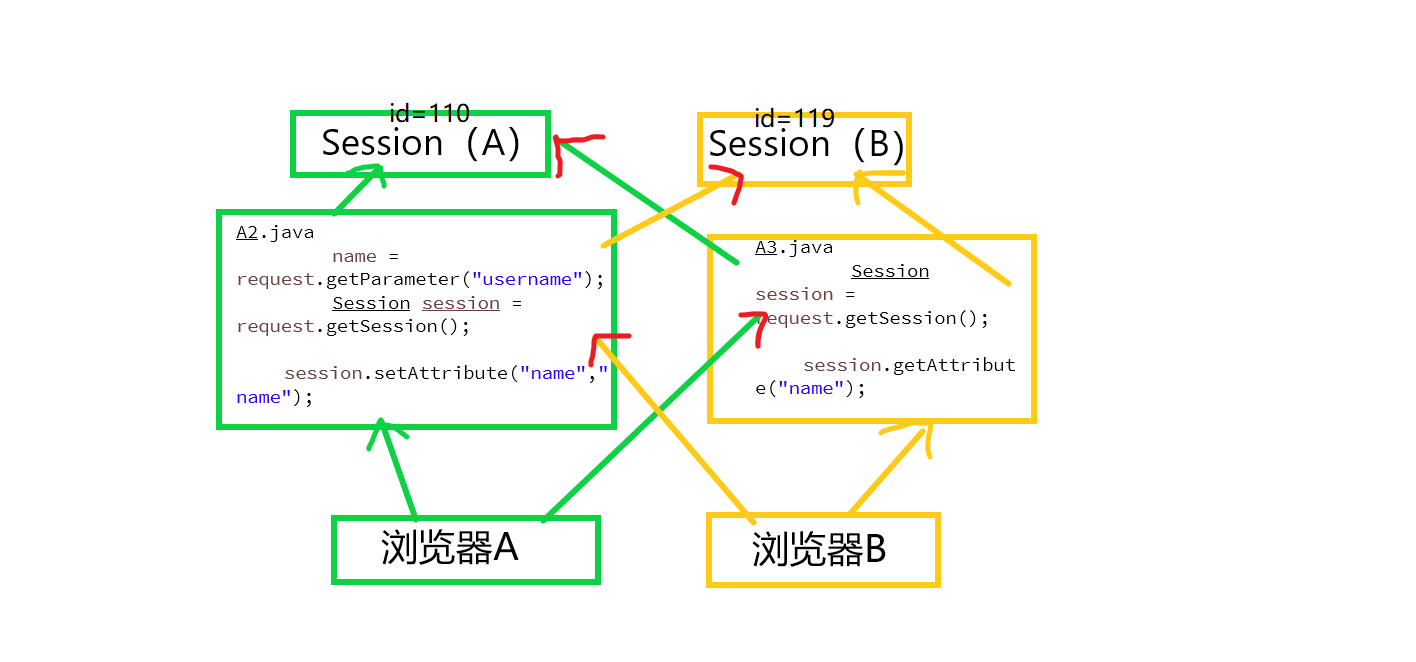 id=110
Session（A）
id=119
Session（B）
A2.java
name =
request.getParameter("username");
Session session =
request.getSession();
session.setAttribute("name","
name");
A3.java
Session
session =
request.getSession();
session.getAttribut
e("name");
浏览器A
浏览器B